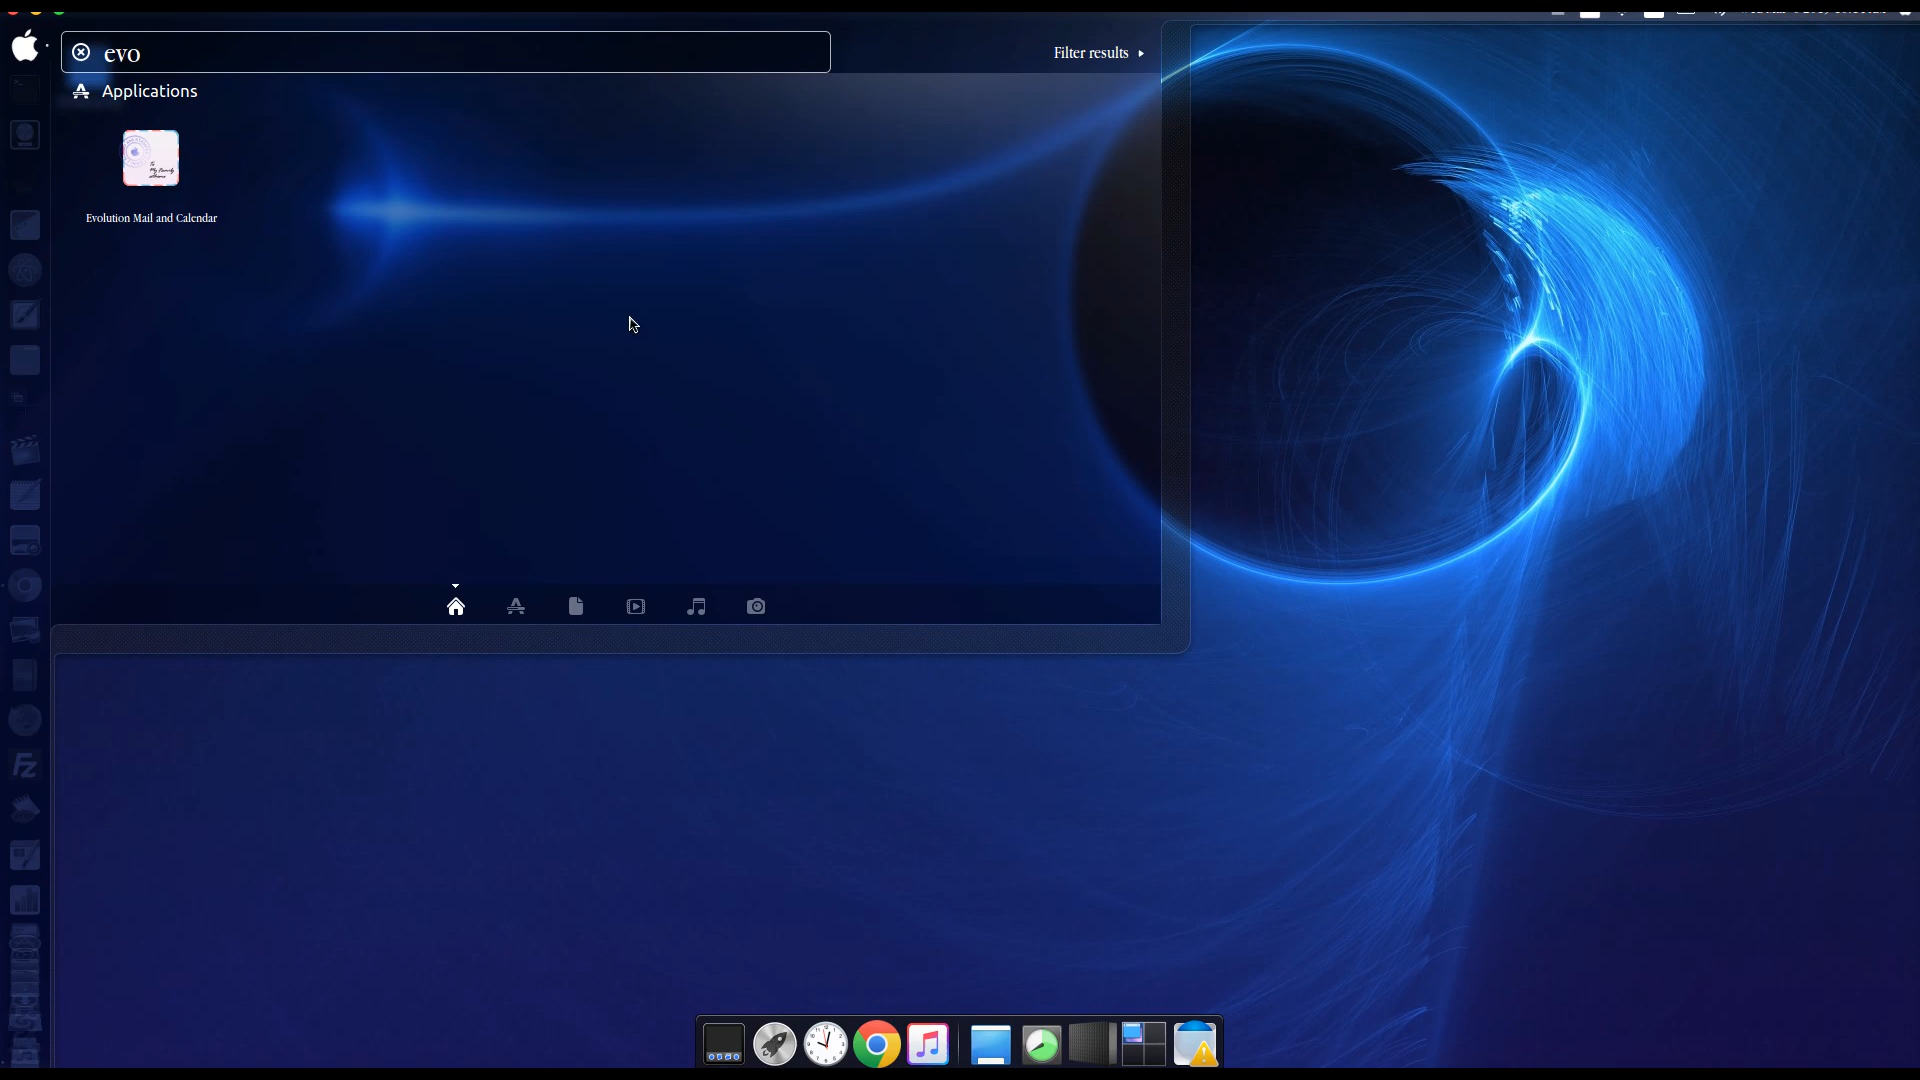 evo
Filter results
Applications
Evolution Mail and Calendar